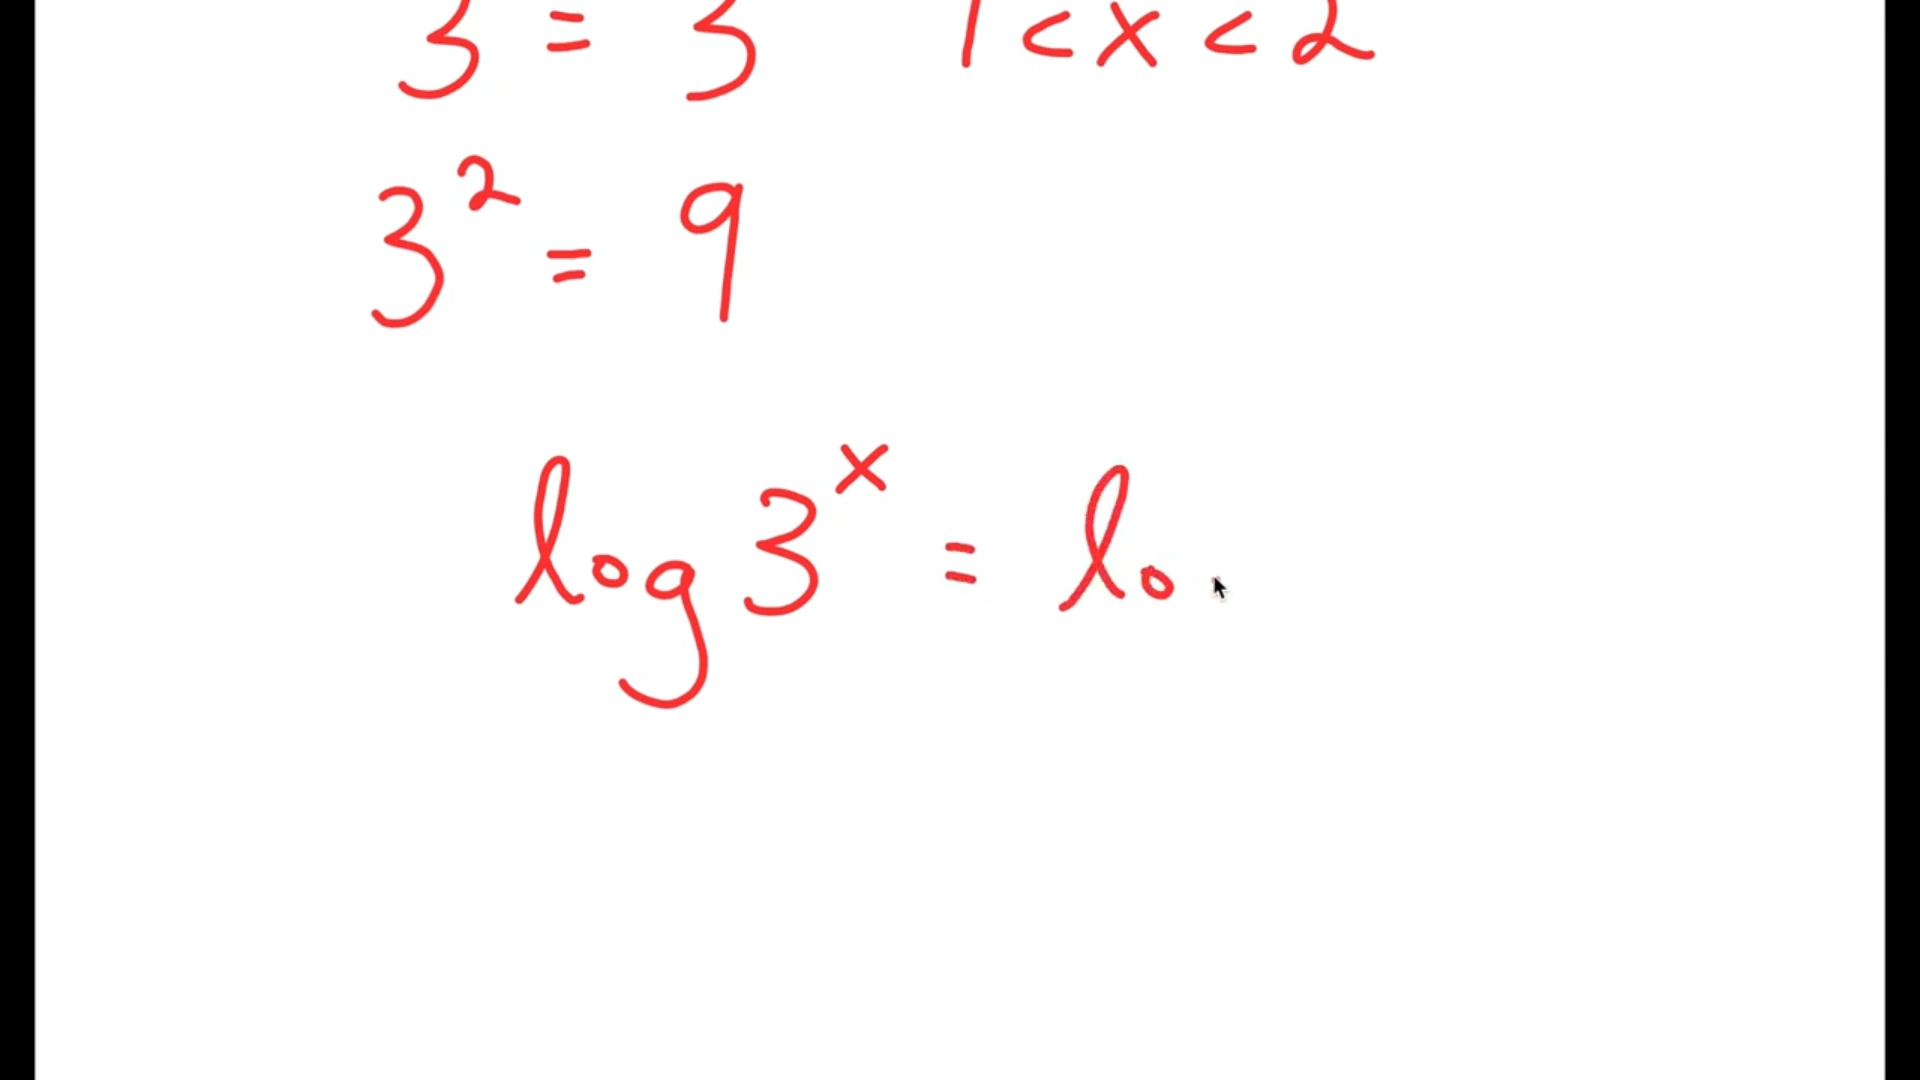 3 = 3 1 < x < 2
3² = 9
log 3ˣ = lo